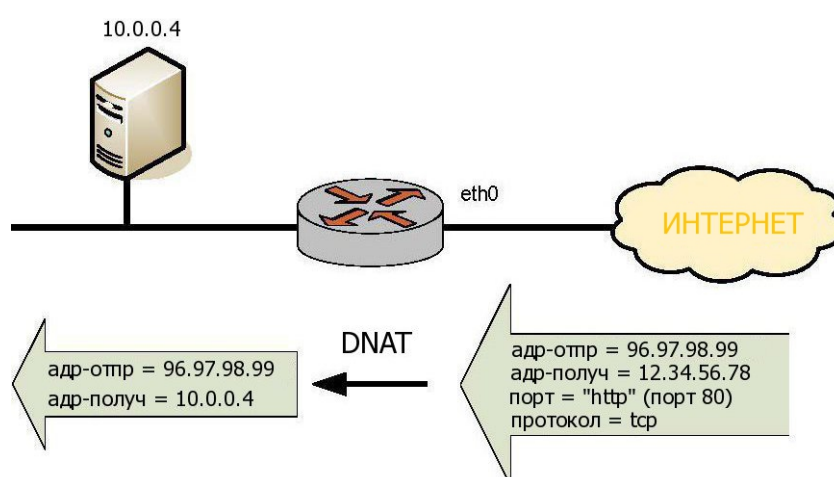 10.0.0.4
eth0
ИНТЕРНЕТ
DNAT
адр-отпр = 96.97.98.99
адр-получ = 10.0.0.4
адр-отпр = 96.97.98.99
адр-получ = 12.34.56.78
порт = "http" (порт 80)
протокол = tcp